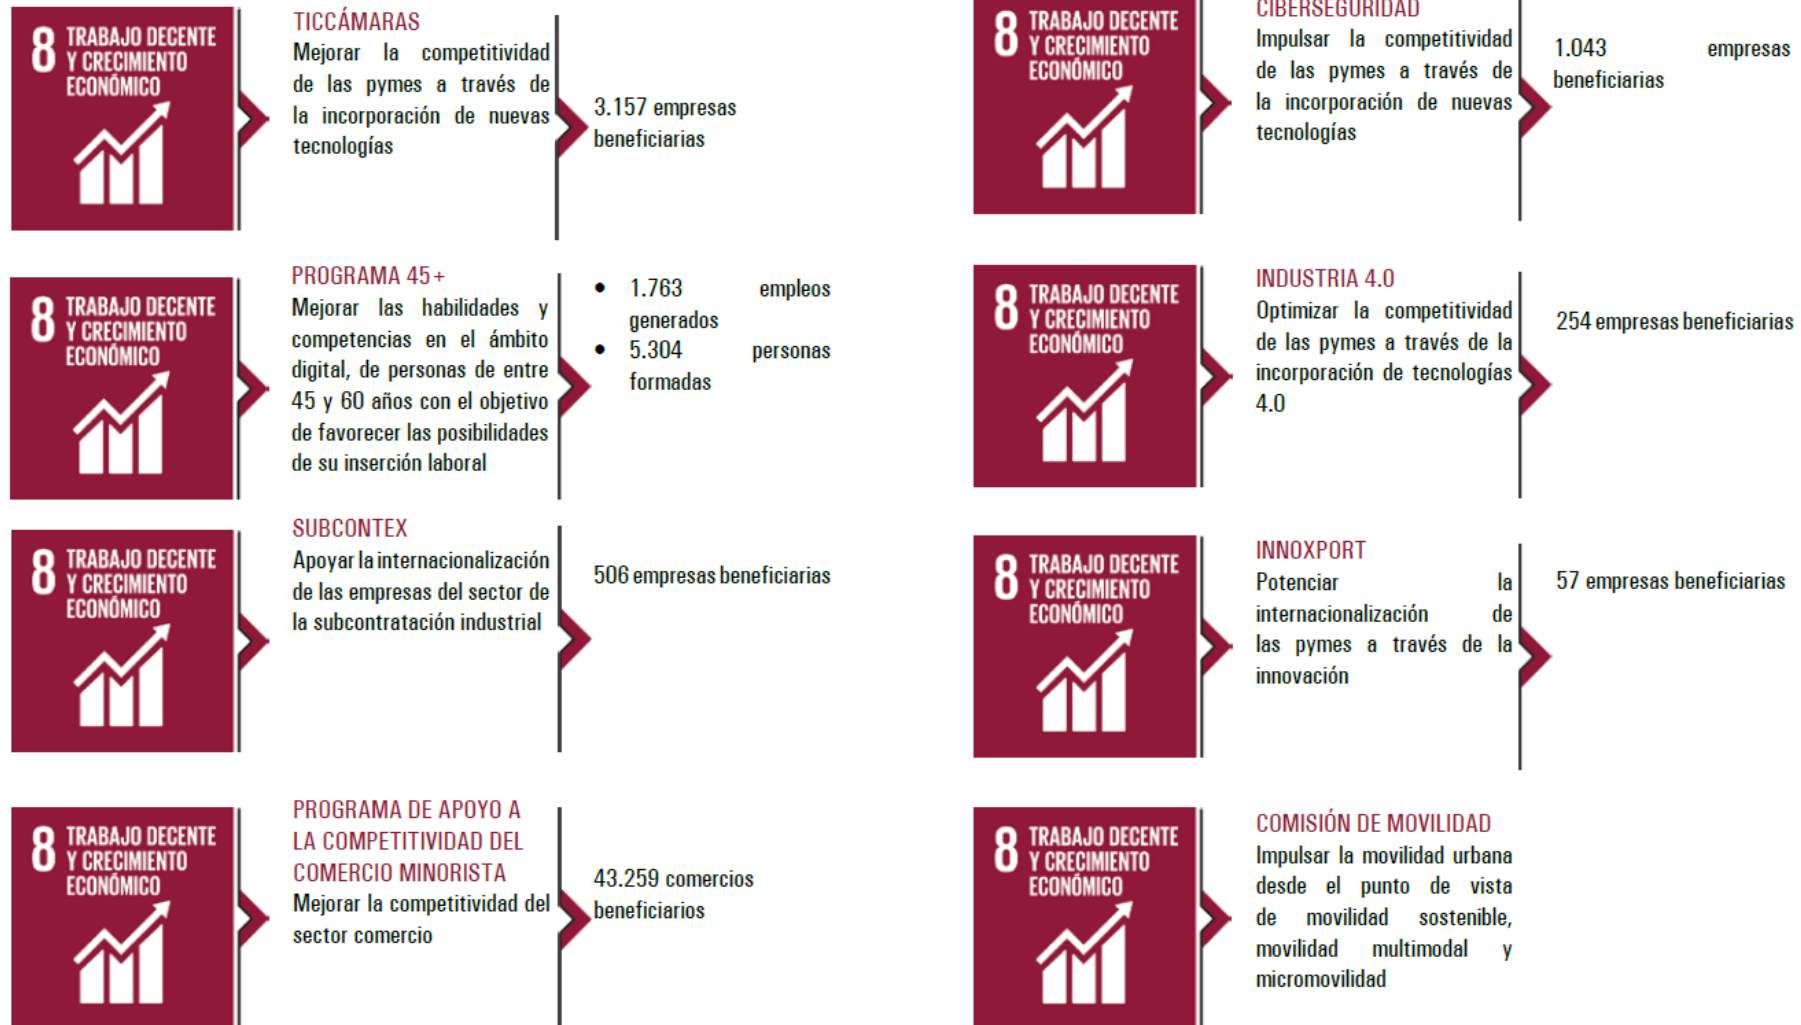 8 TRABAJO DECENTE
Y CRECIMIENTO
ECONÓMICO
TICCÁMARAS
Mejorar la competitividad
de las pymes a través de
la incorporación de nuevas
tecnologías
3.157 empresas
beneficiarias
8 TRABAJO DECENTE
Y CRECIMIENTO
ECONÓMICO
PROGRAMA 45+
Mejorar las habilidades y
competencias en el ámbito
digital, de personas de entre
45 y 60 años con el objetivo
de favorecer las posibilidades
de su inserción laboral
• 1.763 empleos
generados
• 5.304 personas
formadas
8 TRABAJO DECENTE
Y CRECIMIENTO
ECONÓMICO
SUBCONTEX
Apoyar la internacionalización
de las empresas del sector de
la subcontratación industrial
506 empresas beneficiarias
8 TRABAJO DECENTE
Y CRECIMIENTO
ECONÓMICO
PROGRAMA DE APOYO A
LA COMPETITIVIDAD DEL
COMERCIO MINORISTA
Mejorar la competitividad del
sector comercio
43.259 comercios
beneficiarios
8 TRABAJO DECENTE
Y CRECIMIENTO
ECONÓMICO
CIBERSEGURIDAD
Impulsar la competitividad
de las pymes a través de
la incorporación de nuevas
tecnologías
1.043 empresas
beneficiarias
8 TRABAJO DECENTE
Y CRECIMIENTO
ECONÓMICO
INDUSTRIA 4.0
Optimizar la competitividad
de las pymes a través de la
incorporación de tecnologías
4.0
254 empresas beneficiarias
8 TRABAJO DECENTE
Y CRECIMIENTO
ECONÓMICO
INNOXPORT
Potenciar la
internacionalización de
las pymes a través de la
innovación
57 empresas beneficiarias
8 TRABAJO DECENTE
Y CRECIMIENTO
ECONÓMICO
COMISIÓN DE MOVILIDAD
Impulsar la movilidad urbana
desde el punto de vista
de movilidad sostenible,
movilidad multimodal y
micromovilidad